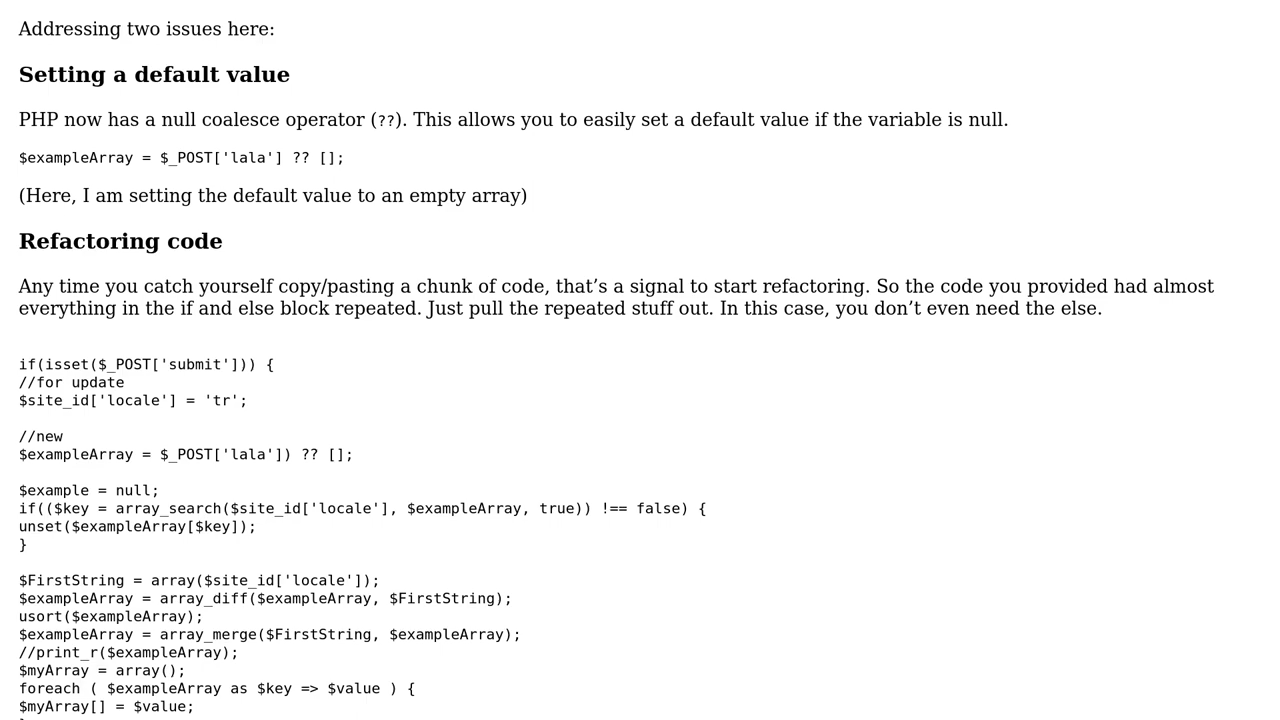 Addressing two issues here:
Setting a default value
PHP now has a null coalesce operator (??). This allows you to easily set a default value if the variable is null.
$exampleArray = $_POST['lala'] ?? [];
(Here, I am setting the default value to an empty array)
Refactoring code
Any time you catch yourself copy/pasting a chunk of code, that’s a signal to start refactoring. So the code you provided had almost
everything in the if and else block repeated. Just pull the repeated stuff out. In this case, you don’t even need the else.
if(isset($_POST['submit'])) {
//for update
$site_id['locale'] = 'tr';
//new
$exampleArray = $_POST['lala']) ?? [];
$example = null;
if(($key = array_search($site_id['locale'], $exampleArray, true)) !== false) {
unset($exampleArray[$key]);
}
$FirstString = array($site_id['locale']);
$exampleArray = array_diff($exampleArray, $FirstString);
usort($exampleArray);
$exampleArray = array_merge($FirstString, $exampleArray);
//print_r($exampleArray);
$myArray = array();
foreach ( $exampleArray as $key => $value ) {
$myArray[] = $value;